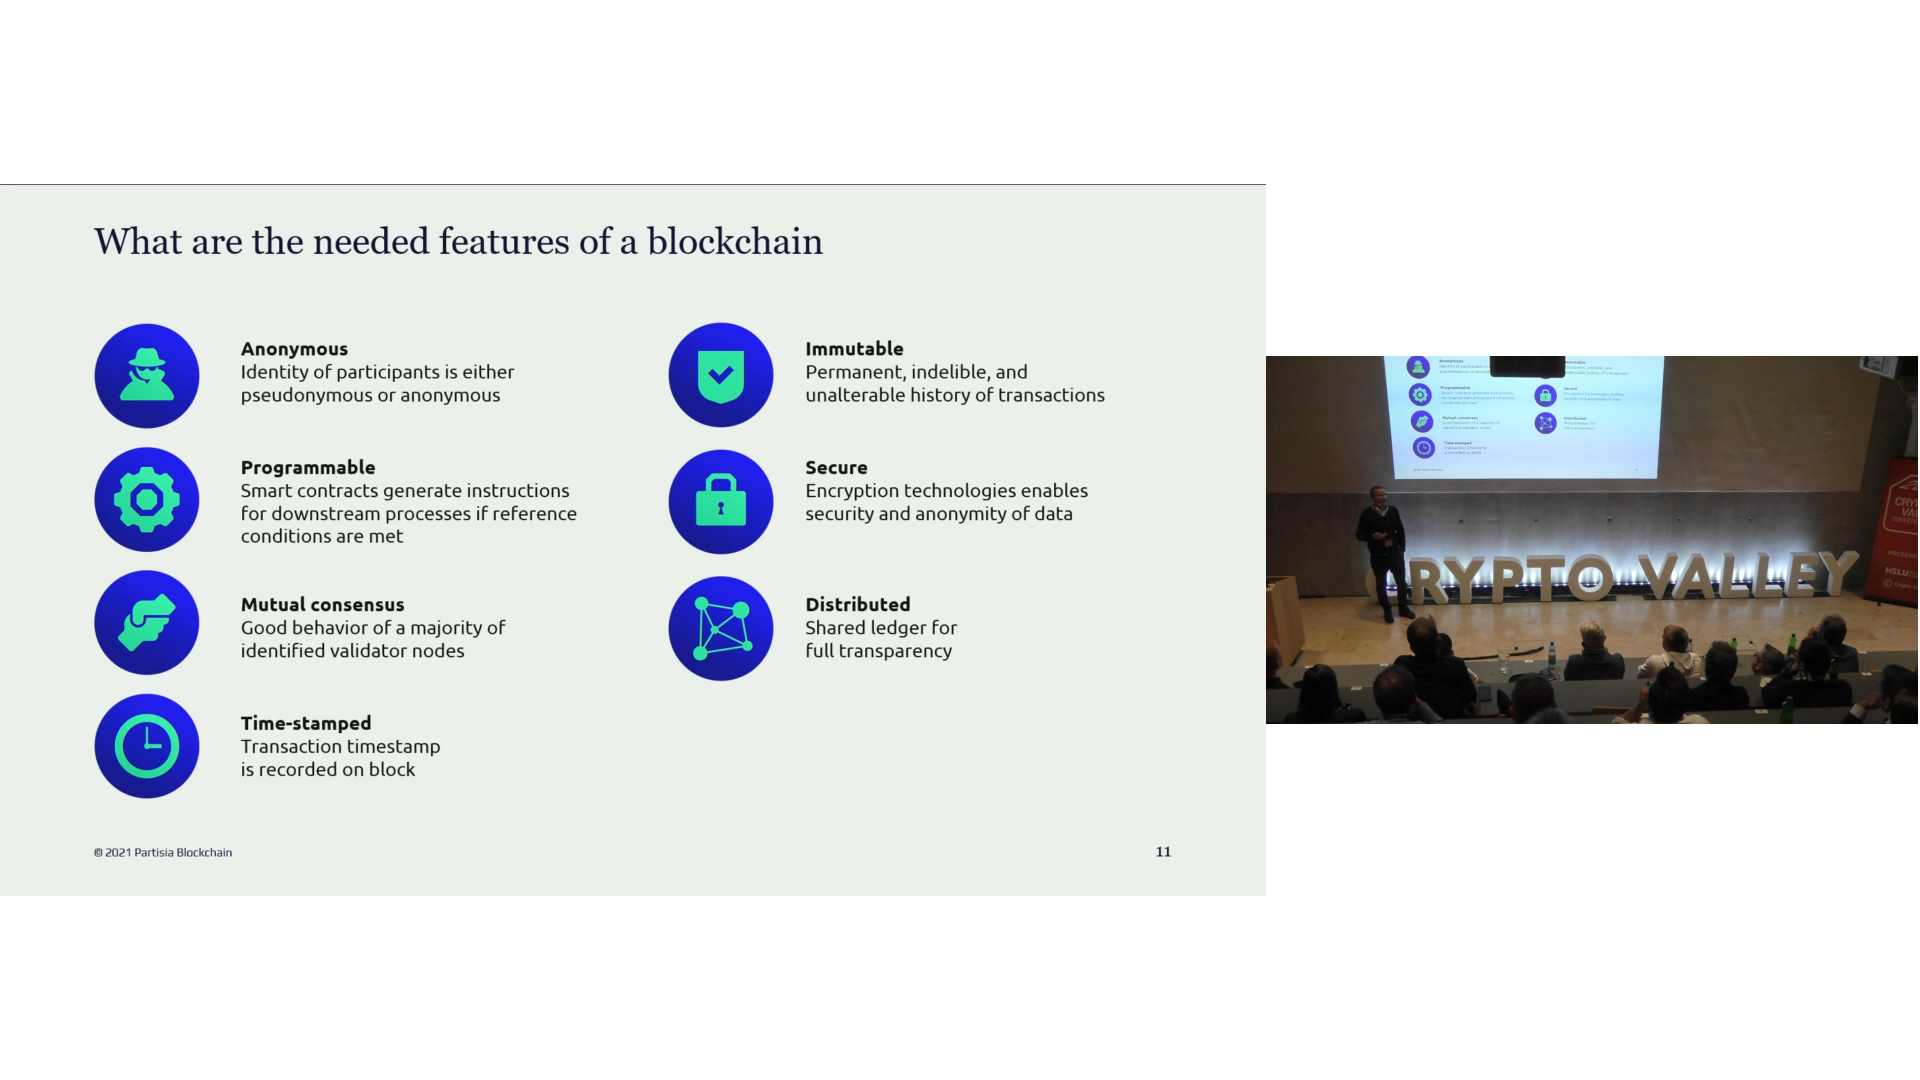 What are the needed features of a blockchain
Anonymous
Identity of participants is either
pseudonymous or anonymous
Programmable
Smart contracts generate instructions
for downstream processes if reference
conditions are met
Mutual consensus
Good behavior of a majority of
identified validator nodes
Time-stamped
Transaction timestamp
is recorded on block
Immutable
Permanent, indelible, and
unalterable history of transactions
Secure
Encryption technologies enables
security and anonymity of data
Distributed
Shared ledger for
full transparency
© 2021 Partisia Blockchain
11
RYPTO VALLEY
HSLU